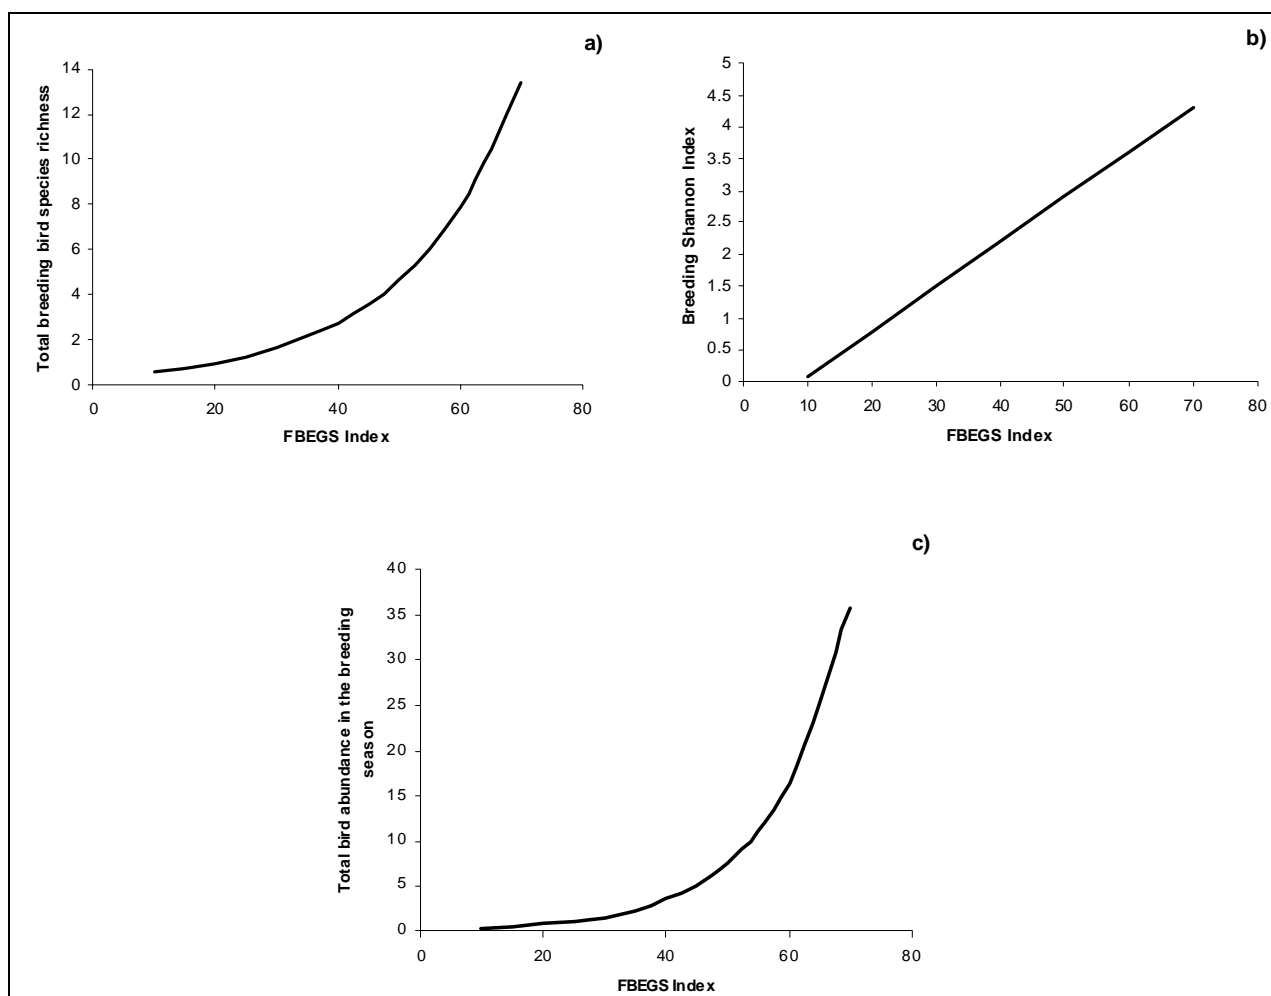 a)
14
12
10
8
6
4
2
0
Total breeding bird species richness
0 20 40 60 80
FBEGS Index
b)
5
4.5
4
3.5
3
2.5
2
1.5
1
0.5
0
Breeding Shannon Index
0 10 20 30 40 50 60 70 80
FBEGS Index
c)
40
35
30
25
20
15
10
5
0
Total bird abundance in the breeding
season
0 20 40 60 80
FBEGS Index